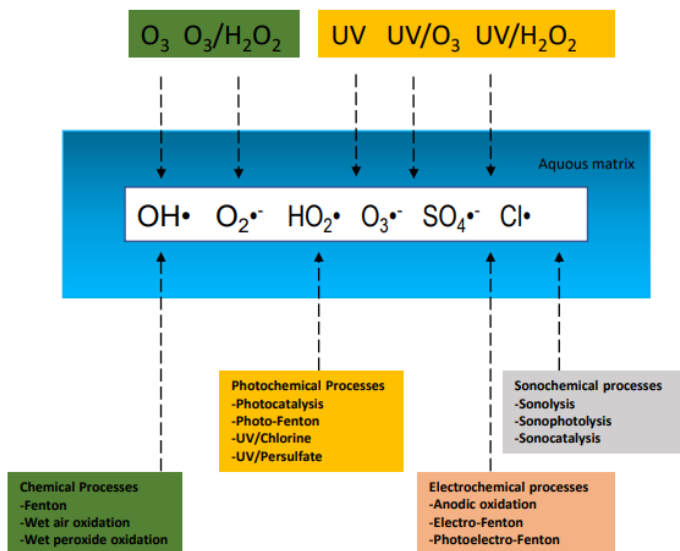 O₃ O₃/H₂O₂
UV UV/O₃ UV/H₂O₂
Aquous matrix
OH• O₂•⁻ HO₂• O₃•⁻ SO₄•⁻ Cl•
Photochemical Processes
-Photocatalysis
-Photo-Fenton
-UV/Chlorine
-UV/Persulfate
Sonochemical processes
-Sonolysis
-Sonophotolysis
-Sonocatalysis
Chemical Processes
-Fenton
-Wet air oxidation
-Wet peroxide oxidation
Electrochemical processes
-Anodic oxidation
-Electro-Fenton
-Photoelectro-Fenton